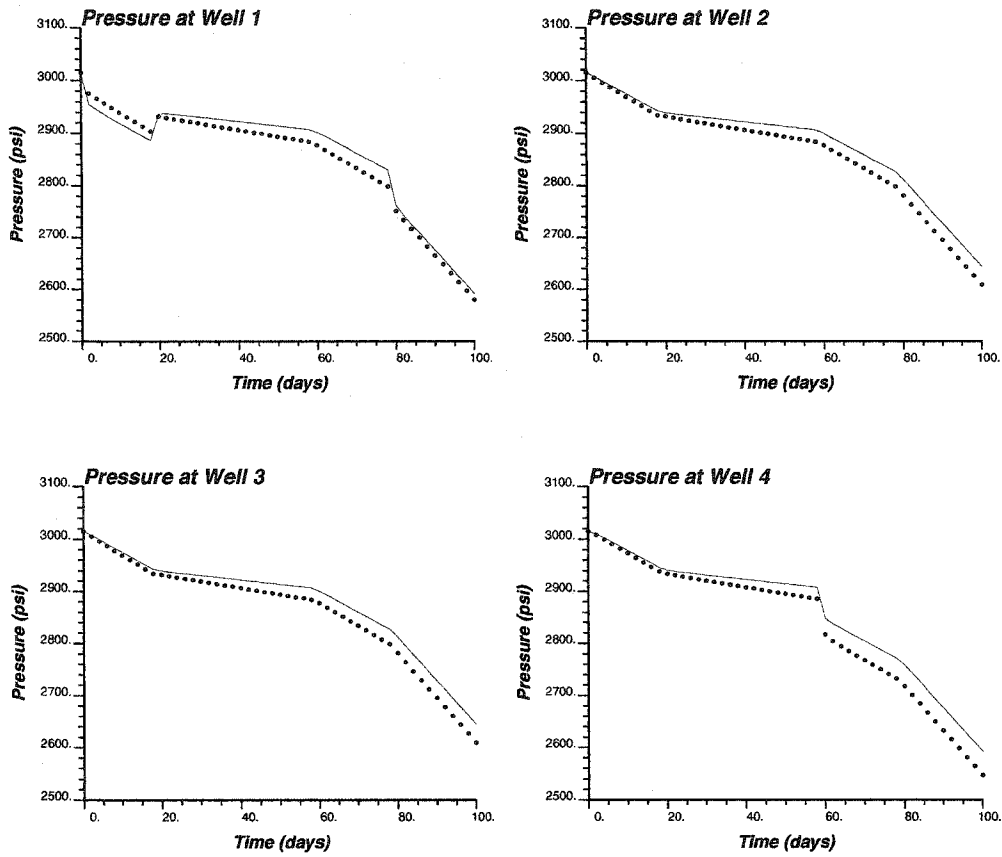 Pressure at Well 1
3100.
3000.
2900.
2800.
2700.
2600.
2500.
Pressure (psi)
0. 20. 40. 60. 80. 100.
Time (days)
Pressure at Well 2
3100.
3000.
2900.
2800.
2700.
2600.
2500.
Pressure (psi)
0. 20. 40. 60. 80. 100.
Time (days)
Pressure at Well 3
3100.
3000.
2900.
2800.
2700.
2600.
2500.
Pressure (psi)
0. 20. 40. 60. 80. 100.
Time (days)
Pressure at Well 4
3100.
3000.
2900.
2800.
2700.
2600.
2500.
Pressure (psi)
0. 20. 40. 60. 80. 100.
Time (days)